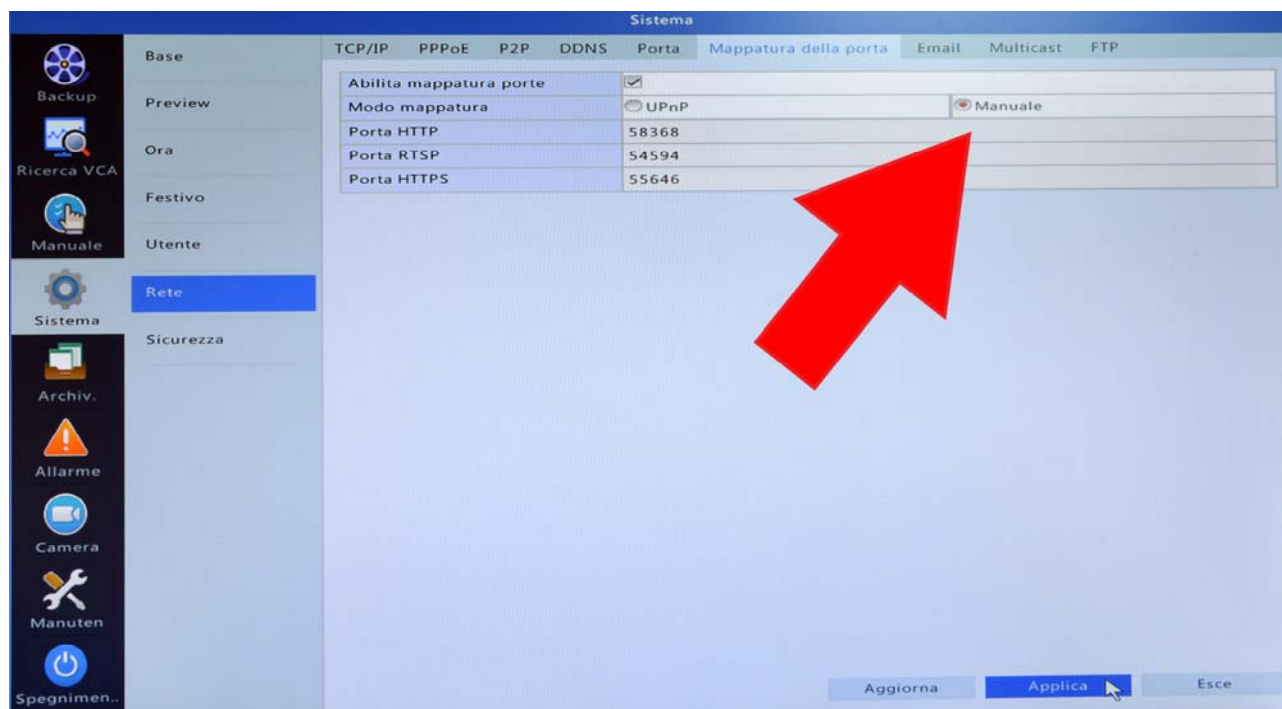 Sistema
Backup
Ricerca VCA
Manuale
Sistema
Archiv.
Allarme
Camera
Manuten
Spegnimen..
Base
Preview
Ora
Festivo
Utente
Rete
Sicurezza
TCP/IP PPPoE P2P DDNS Porta Mappatura della porta Email Multicast FTP
Abilita mappatura porte
Modo mappatura UPnP Manuale
Porta HTTP 58368
Porta RTSP 54594
Porta HTTPS 55646
Aggiorna Applica Esce